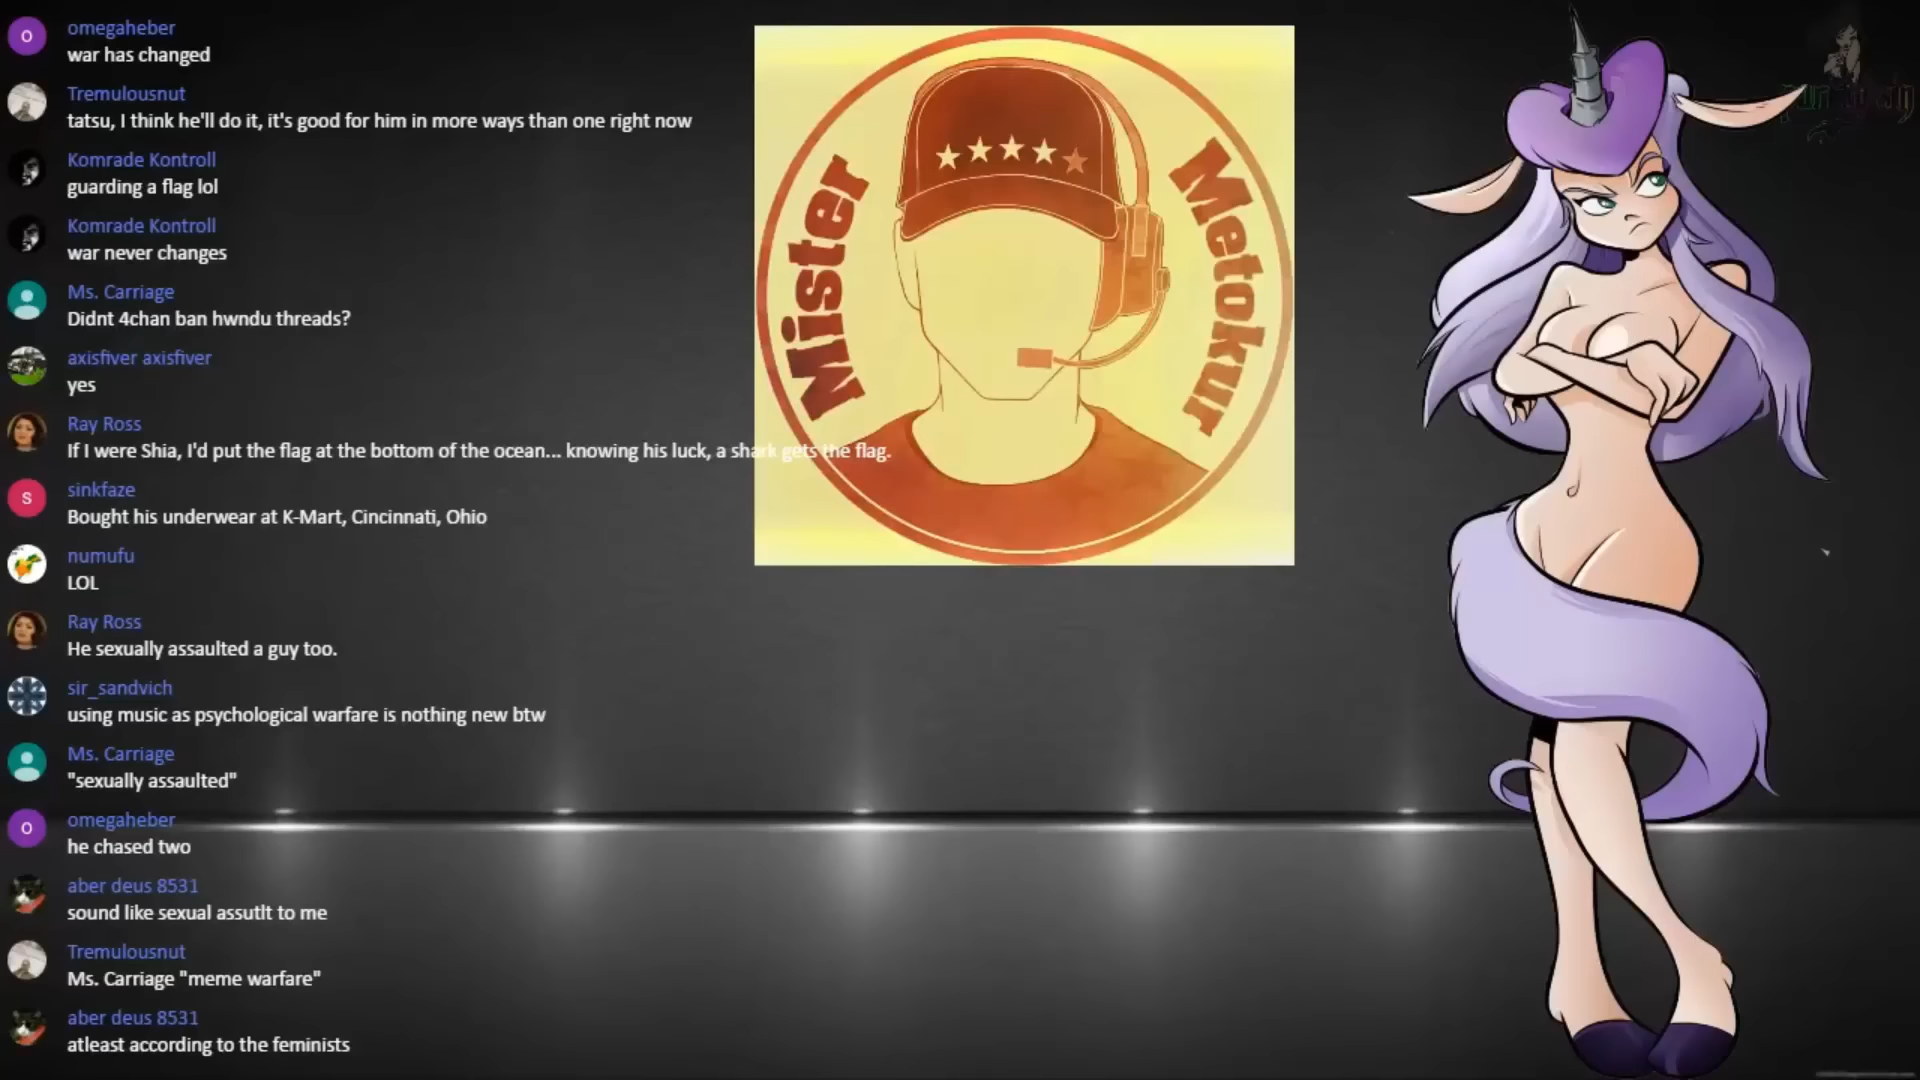 omegaheber
war has changed
Tremulousnut
tatsu, I think he'll do it, it's good for him in more ways than one right now
Komrade Kontroll
guarding a flag lol
Komrade Kontroll
war never changes
Ms. Carriage
Didnt 4chan ban hwndu threads?
axisfiver axisfiver
yes
Ray Ross
If I were Shia, I'd put the flag at the bottom of the ocean... knowing his luck, a shark gets the flag.
sinkfaze
Bought his underwear at K-Mart, Cincinnati, Ohio
numufu
LOL
Ray Ross
He sexually assaulted a guy too.
sir_sandvich
using music as psychological warfare is nothing new btw
Ms. Carriage
"sexually assaulted"
omegaheber
he chased two
aber deus 8531
sound like sexual assutlt to me
Tremulousnut
Ms. Carriage "meme warfare"
aber deus 8531
atleast according to the feminists
O
S
O
Mister
Metokur